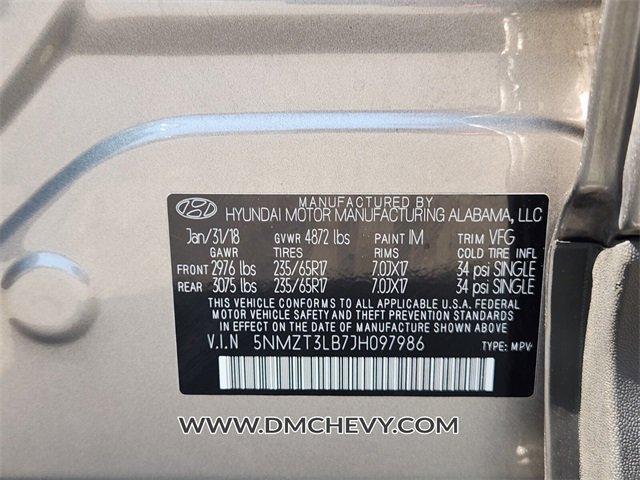 MANUFACTURED BY
HYUNDAI MOTOR MANUFACTURING ALABAMA, LLC
Jan/31/18 GVWR 4872 lbs PAINT IM TRIM VFG
GAWR TIRES RIMS COLD TIRE INFL
FRONT 2976 lbs 235/65R17 7.0JX17 34 psi SINGLE
REAR 3075 lbs 235/65R17 7.0JX17 34 psi SINGLE
THIS VEHICLE CONFORMS TO ALL APPLICABLE U.S.A. FEDERAL
MOTOR VEHICLE SAFETY AND THEFT PREVENTION STANDARDS
IN EFFECT ON THE DATE OF MANUFACTURE SHOWN ABOVE.
V.I.N 5NMZT3LB7JH097986 TYPE: MPV
WWW.DMCHEVY.COM